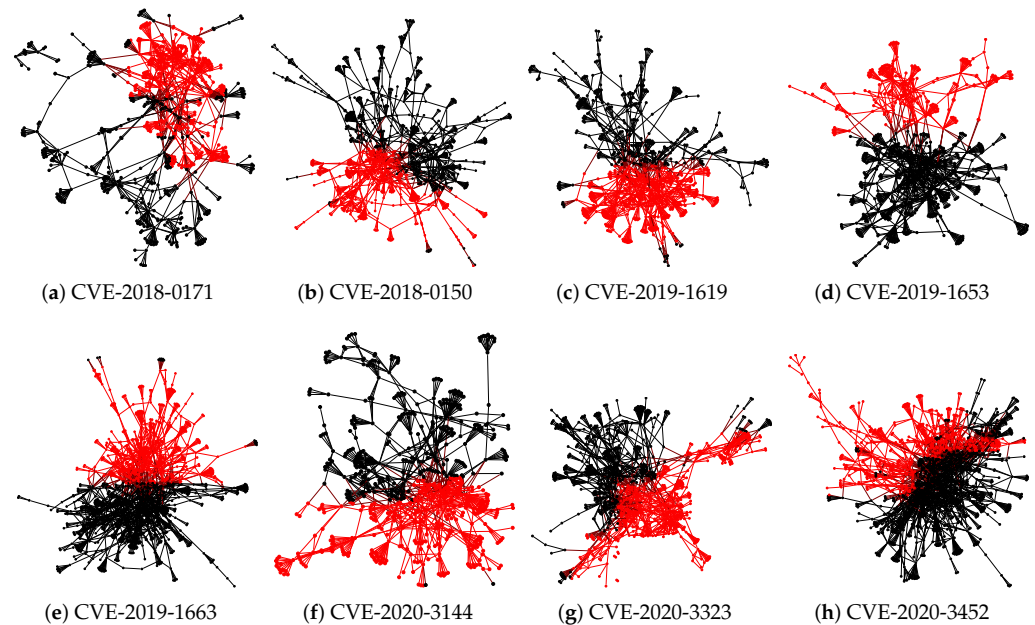 (a) CVE-2018-0171
(b) CVE-2018-0150
(c) CVE-2019-1619
(d) CVE-2019-1653
(e) CVE-2019-1663
(f) CVE-2020-3144
(g) CVE-2020-3323
(h) CVE-2020-3452